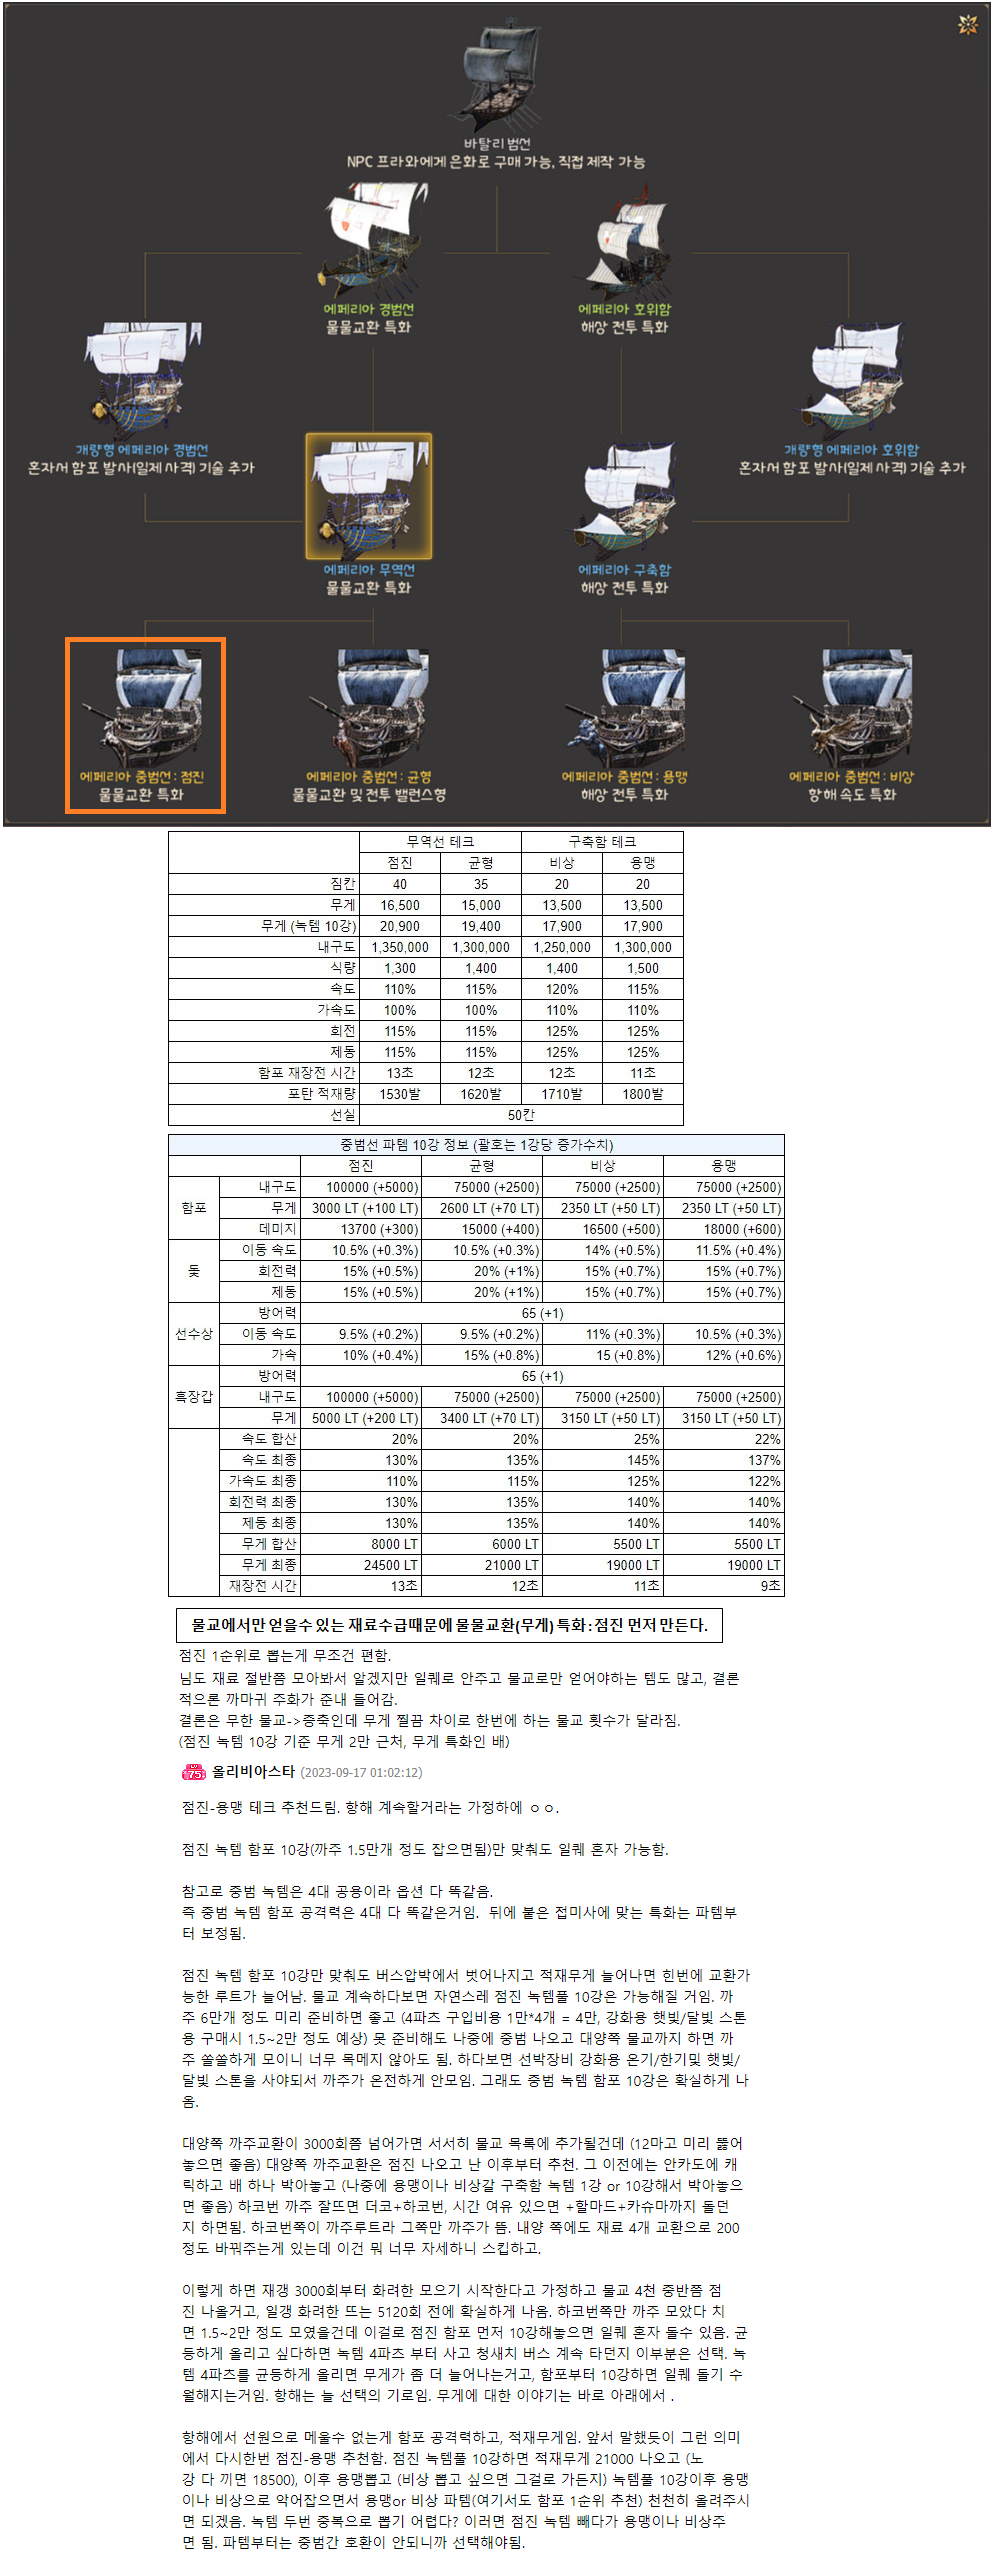 바탈리 범선
NPC 프라와에게 은화로 구매 가능, 직접 제작 가능
에페리아 경범선
물물교환 특화
에페리아 호위함
해상 전투 특화
개량형 에페리아 경범선
혼자서 함포 발사(일제 사격) 기술 추가
개량형 에페리아 호위함
혼자서 함포 발사(일제 사격) 기술 추가
에페리아 무역선
물물교환 특화
에페리아 구축함
해상 전투 특화
에페리아 중범선 : 점진
물물교환 특화
에페리아 중범선 : 균형
물물교환 및 전투 밸런스형
에페리아 중범선 : 용맹
해상 전투 특화
에페리아 중범선 : 비상
항해 속도 특화
무역선 테크 구축함 테크
점진 균형 비상 용맹
짐칸 40 35 20 20
무게 16,500 15,000 13,500 13,500
무게 (녹템 10강) 20,900 19,400 17,900 17,900
내구도 1,350,000 1,300,000 1,250,000 1,300,000
식량 1,300 1,400 1,400 1,500
속도 110% 115% 120% 115%
가속도 100% 100% 110% 110%
회전 115% 115% 125% 125%
제동 115% 115% 125% 125%
함포 재장전 시간 13초 12초 12초 11초
포탄 적재량 1530발 1620발 1710발 1800발
선실 50칸
중범선 파템 10강 정보 (괄호는 1강당 증가수치)
점진 균형 비상 용맹
함포 내구도 100000 (+5000) 75000 (+2500) 75000 (+2500) 75000 (+2500)
무게 3000 LT (+100 LT) 2600 LT (+70 LT) 2350 LT (+50 LT) 2350 LT (+50 LT)
데미지 13700 (+300) 15000 (+400) 16500 (+500) 18000 (+600)
돛 이동 속도 10.5% (+0.3%) 10.5% (+0.3%) 14% (+0.5%) 11.5% (+0.4%)
회전력 15% (+0.5%) 20% (+1%) 15% (+0.7%) 15% (+0.7%)
제동 15% (+0.5%) 20% (+1%) 15% (+0.7%) 15% (+0.7%)
선수상 방어력 65 (+1)
이동 속도 9.5% (+0.2%) 9.5% (+0.2%) 11% (+0.3%) 10.5% (+0.3%)
가속 10% (+0.4%) 15% (+0.8%) 15 (+0.8%) 12% (+0.6%)
흑장갑 방어력 65 (+1)
내구도 100000 (+5000) 75000 (+2500) 75000 (+2500) 75000 (+2500)
무게 5000 LT (+200 LT) 3400 LT (+70 LT) 3150 LT (+50 LT) 3150 LT (+50 LT)
속도 합산 20% 20% 25% 22%
속도 최종 130% 135% 145% 137%
가속도 최종 110% 115% 125% 122%
회전력 최종 130% 135% 140% 140%
제동 최종 130% 135% 140% 140%
무게 합산 8000 LT 6000 LT 5500 LT 5500 LT
무게 최종 24500 LT 21000 LT 19000 LT 19000 LT
재장전 시간 13초 12초 11초 9초
물교에서만 얻을수 있는 재료수급때문에 물물교환(무게) 특화 : 점진 먼저 만든다.
점진 1순위로 뽑는게 무조건 편함.
님도 재료 절반쯤 모아봐서 알겠지만 일퀘로 안주고 물교로만 얻어야하는 템도 많고, 결론
적으론 까마귀 주화가 준내 들어감.
결론은 무한 물교->증축인데 무게 찔끔 차이로 한번에 하는 물교 횟수가 달라짐.
(점진 녹템 10강 기준 무게 2만 근처, 무게 특화인 배)
75 올리비아스타 (2023-09-17 01:02:12)
점진-용맹 테크 추천드림. 항해 계속할거라는 가정하에 ㅇㅇ.
점진 녹템 함포 10강(까주 1.5만개 정도 잡으면됨)만 맞춰도 일퀘 혼자 가능함.
참고로 중범 녹템은 4대 공용이라 옵션 다 똑같음.
즉 중범 녹템 함포 공격력은 4대 다 똑같은거임. 뒤에 붙은 접미사에 맞는 특화는 파템부
터 보정됨.
점진 녹템 함포 10강만 맞춰도 버스압박에서 벗어나지고 적재무게 늘어나면 한번에 교환가
능한 루트가 늘어남. 물교 계속하다보면 자연스레 점진 녹템풀 10강은 가능해질 거임. 까
주 6만개 정도 미리 준비하면 좋고 (4파츠 구입비용 1만*4개 = 4만, 강화용 햇빛/달빛 스톤
용 구매시 1.5~2만 정도 예상) 못 준비해도 나중에 중범 나오고 대양쪽 물교까지 하면 까
주 쏠쏠하게 모이니 너무 목메지 않아도 됨. 하다보면 선박장비 강화용 온기/한기및 햇빛/
달빛 스톤을 사야되서 까주가 온전하게 안모임. 그래도 중범 녹템 함포 10강은 확실하게 나
옴.
대양쪽 까주교환이 3000회쯤 넘어가면 서서히 물교 목록에 추가될건데 (12마고 미리 뚫어
놓으면 좋음) 대양쪽 까주교환은 점진 나오고 난 이후부터 추천. 그 이전에는 안카도에 캐
릭하고 배 하나 박아놓고 (나중에 용맹이나 비상갈 구축함 녹템 1강 or 10강해서 박아놓으
면 좋음) 하코번 까주 잘뜨면 더코+하코번, 시간 여유 있으면 +할마드+카슈마까지 돌던
지 하면됨. 하코번쪽이 까주루트라 그쪽만 까주가 뜸. 내양 쪽에도 재료 4개 교환으로 200
정도 바꿔주는게 있는데 이건 뭐 너무 자세하니 스킵하고.
이렇게 하면 재갱 3000회부터 화려한 모으기 시작한다고 가정하고 물교 4천 중반쯤 점
진 나올거고, 일갱 화려한 뜨는 5120회 전에 확실하게 나옴. 하코번쪽만 까주 모았다 치
면 1.5~2만 정도 모였을건데 이걸로 점진 함포 먼저 10강해놓으면 일퀘 혼자 돌수 있음. 균
등하게 올리고 싶다하면 녹템 4파츠 부터 사고 청새치 버스 계속 타던지 이부분은 선택. 녹
템 4파츠를 균등하게 올리면 무게가 좀 더 늘어나는거고, 함포부터 10강하면 일퀘 돌기 수
월해지는거임. 항해는 늘 선택의 기로임. 무게에 대한 이야기는 바로 아래에서 .
항해에서 선원으로 메울수 없는게 함포 공격력하고, 적재무게임. 앞서 말했듯이 그런 의미
에서 다시한번 점진-용맹 추천함. 점진 녹템풀 10강하면 적재무게 21000 나오고 (노
강 다 끼면 18500), 이후 용맹뽑고 (비상 뽑고 싶으면 그걸로 가든지) 녹템풀 10강이후 용맹
이나 비상으로 악어잡으면서 용맹or 비상 파템(여기서도 함포 1순위 추천) 천천히 올려주시
면 되겠음. 녹템 두번 중복으로 뽑기 어렵다? 이러면 점진 녹템 빼다가 용맹이나 비상주
면 됨. 파템부터는 중범간 호환이 안되니까 선택해야됨.